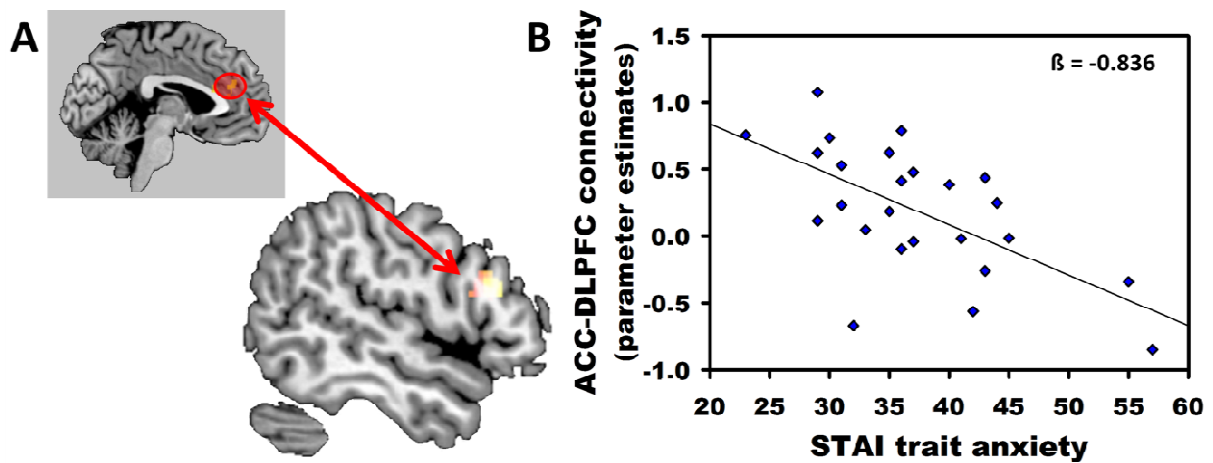 A
B
ACC-DLPFC connectivity
(parameter estimates)
1.5
1.0
0.5
0.0
-0.5
-1.0
ß = -0.836
20 25 30 35 40 45 50 55 60
STAI trait anxiety